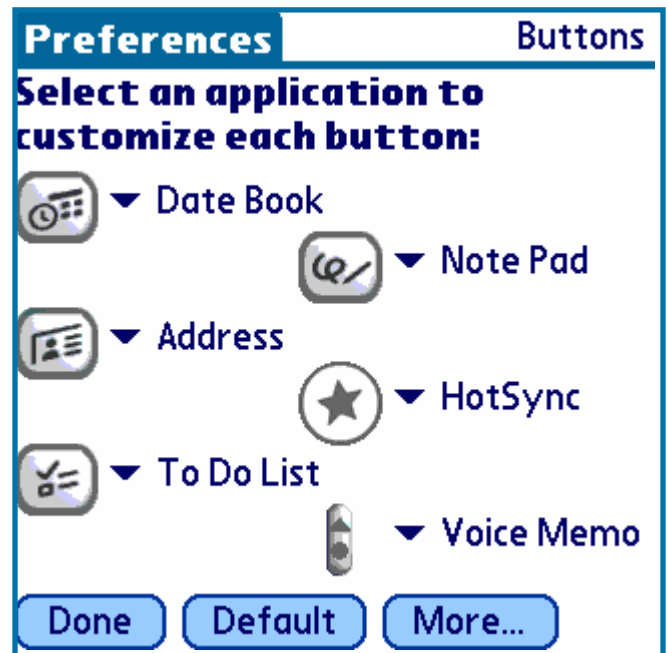 Preferences
Buttons
Select an application to
customize each button:
Date Book
Note Pad
Address
HotSync
To Do List
Voice Memo
Done
Default
More...